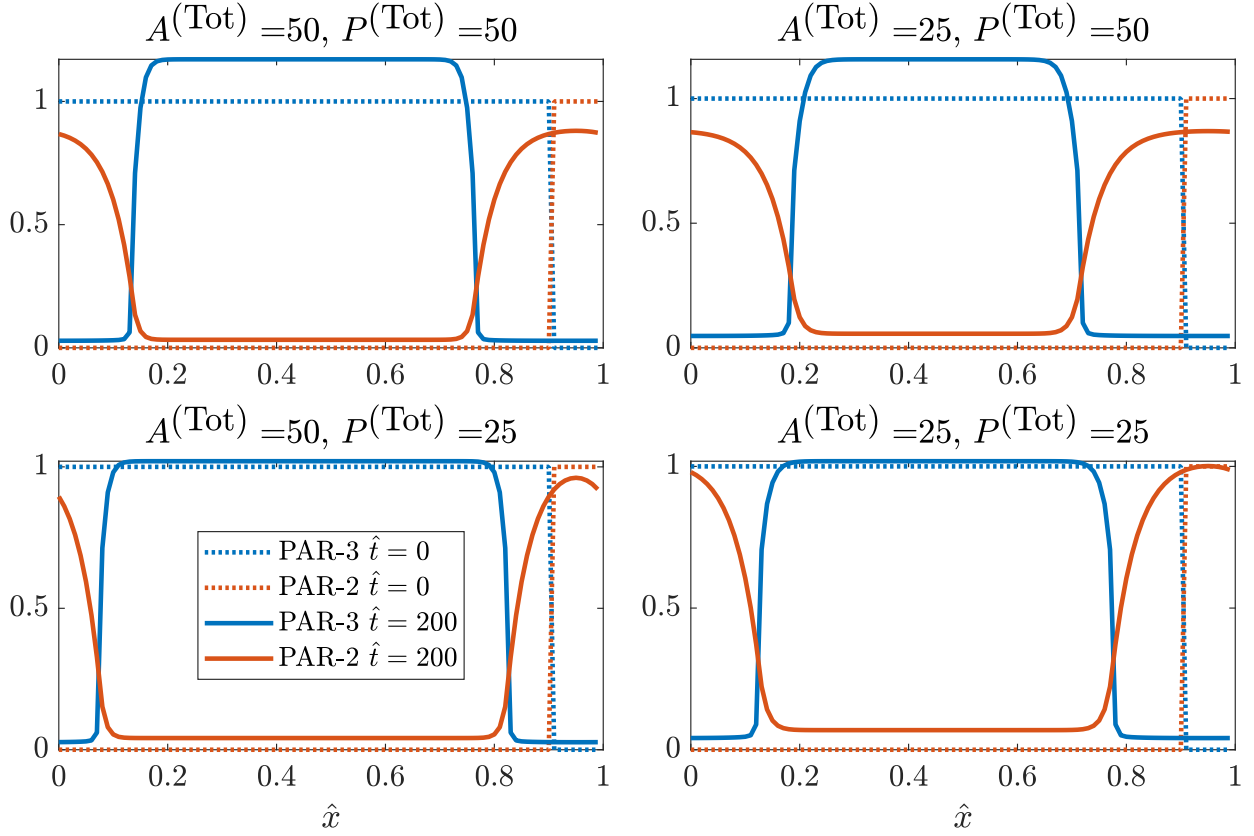 A^(Tot) =50, P^(Tot) =50
1
0.5
0
0 0.2 0.4 0.6 0.8 1
A^(Tot) =25, P^(Tot) =50
1
0.5
0
0 0.2 0.4 0.6 0.8 1
A^(Tot) =50, P^(Tot) =25
1
0.5
0
PAR-3 t̂ = 0
PAR-2 t̂ = 0
PAR-3 t̂ = 200
PAR-2 t̂ = 200
0 0.2 0.4 0.6 0.8 1
x̂
A^(Tot) =25, P^(Tot) =25
1
0.5
0
0 0.2 0.4 0.6 0.8 1
x̂